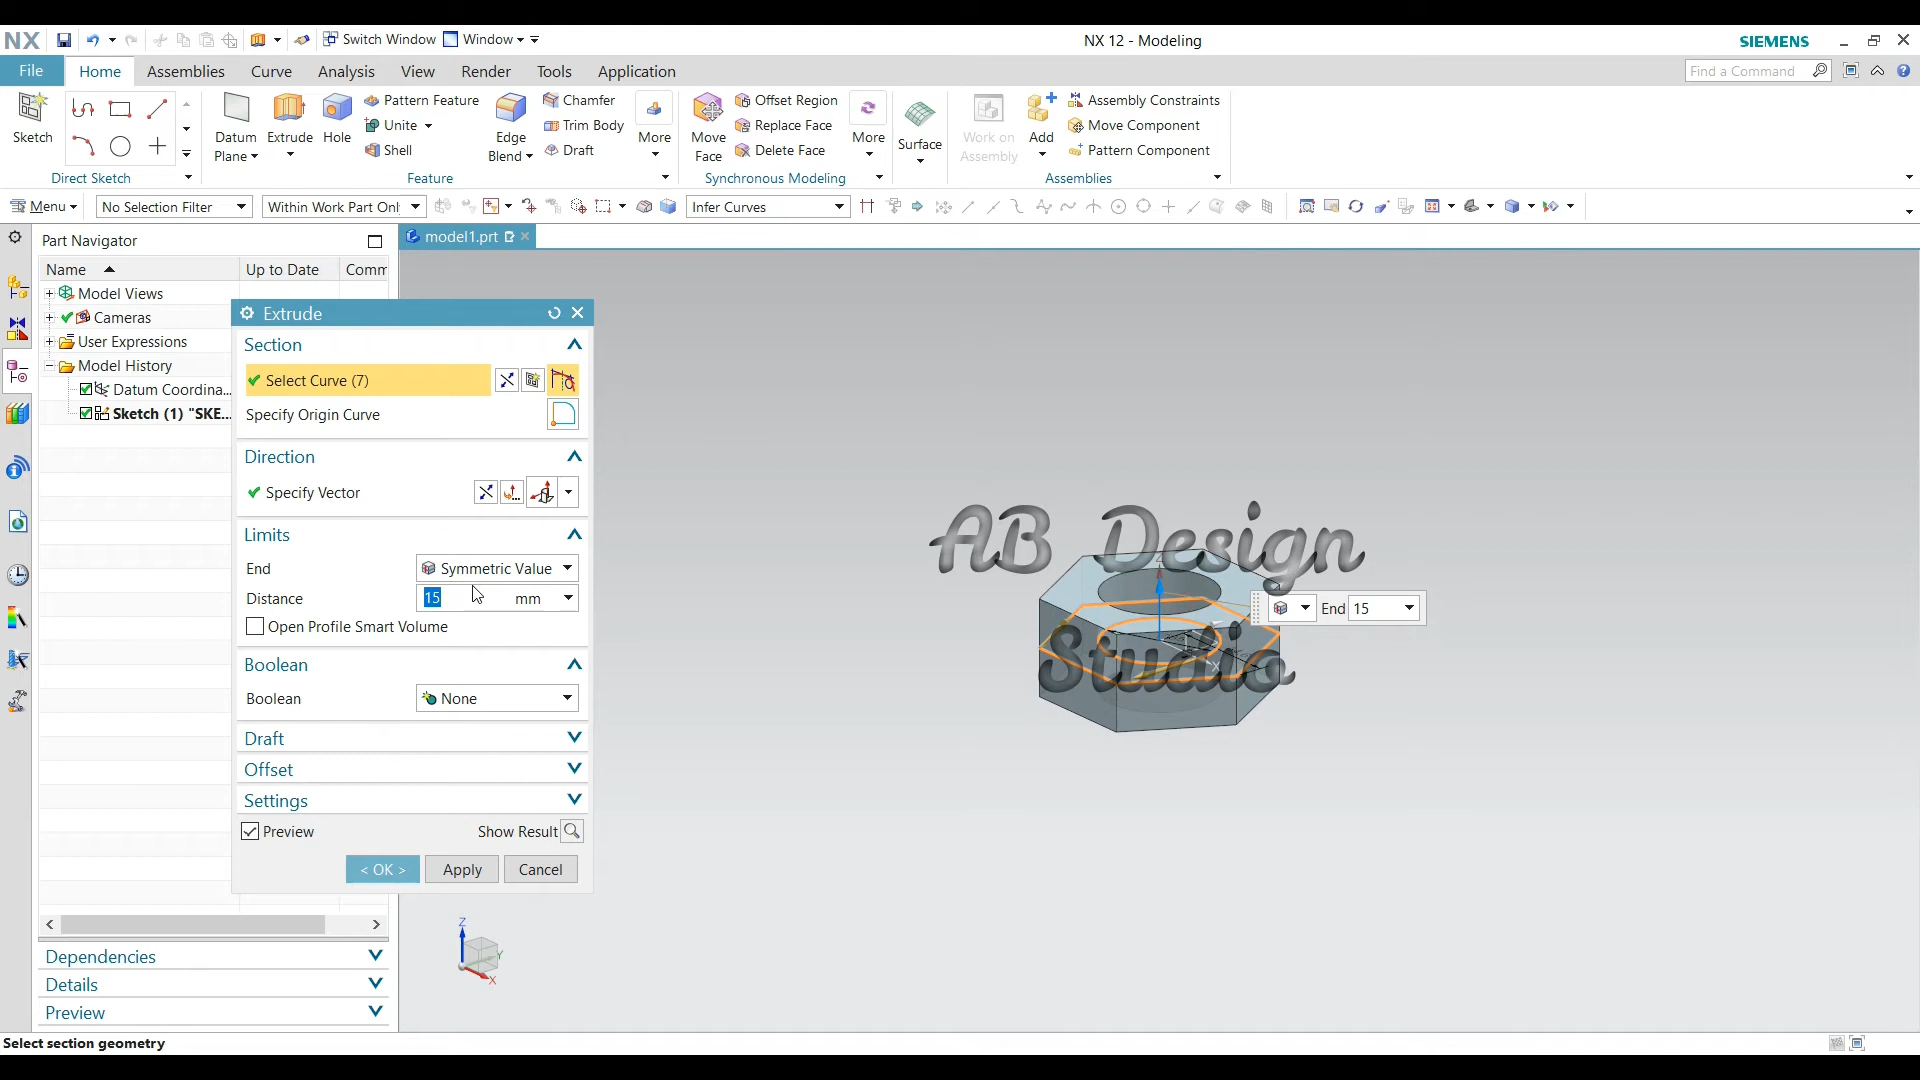 NX
Switch Window
Window
NX 12 - Modeling
SIEMENS
File
Home
Assemblies
Curve
Analysis
View
Render
Tools
Application
Find a Command
Sketch
Direct Sketch
Datum
Plane
Extrude
Hole
Pattern Feature
Unite
Shell
Edge
Blend
Chamfer
Trim Body
Draft
More
Feature
Move
Face
Offset Region
Replace Face
Delete Face
More
Synchronous Modeling
Surface
Work on
Assembly
Add
Assembly Constraints
Move Component
Pattern Component
Assemblies
Menu
No Selection Filter
Within Work Part Onl
Infer Curves
Part Navigator
model1.prt
Name
Up to Date
Comm
Model Views
Cameras
User Expressions
Model History
Datum Coordina...
Sketch (1) "SKE...
Extrude
Section
Select Curve (7)
Specify Origin Curve
Direction
Specify Vector
Limits
End
Symmetric Value
Distance
15
mm
Open Profile Smart Volume
Boolean
Boolean
None
Draft
Offset
Settings
Preview
Show Result
< OK >
Apply
Cancel
AB Design
Studio
End
15
X
Z
Y
X
Dependencies
Details
Preview
Select section geometry